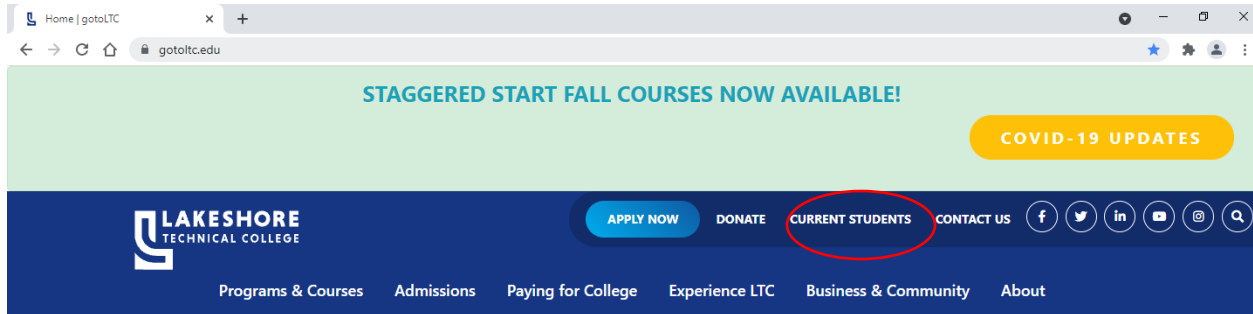 Home | gotoLTC
gotoltc.edu
STAGGERED START FALL COURSES NOW AVAILABLE!
COVID-19 UPDATES
LAKESHORE
TECHNICAL COLLEGE
APPLY NOW DONATE CURRENT STUDENTS CONTACT US
Programs & Courses Admissions Paying for College Experience LTC Business & Community About